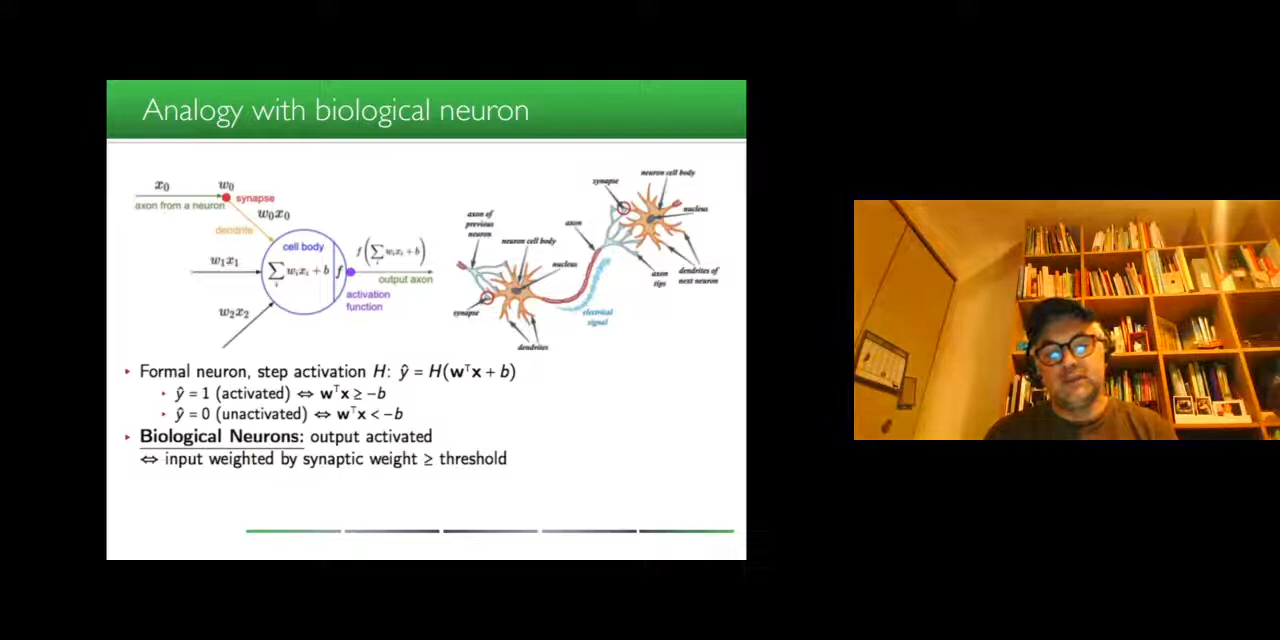 Analogy with biological neuron
x₀
w₀
synapse
axon from a neuron
w₀x₀
dendrite
cell body
f(∑ᵢ wᵢxᵢ + b)
w₁x₁
∑ᵢ wᵢxᵢ + b
f
output axon
activation
function
w₂x₂
neuron cell body
synapse
nucleus
axon of
previous
neuron
axon
neuron cell body
nucleus
axon
tips
dendrites of
next neuron
synapse
electrical
signal
dendrites
‣ Formal neuron, step activation H: ŷ = H(wᵀx + b)
‣ ŷ = 1 (activated) ⇔ wᵀx ≥ −b
‣ ŷ = 0 (unactivated) ⇔ wᵀx < −b
‣ Biological Neurons: output activated
⇔ input weighted by synaptic weight ≥ threshold